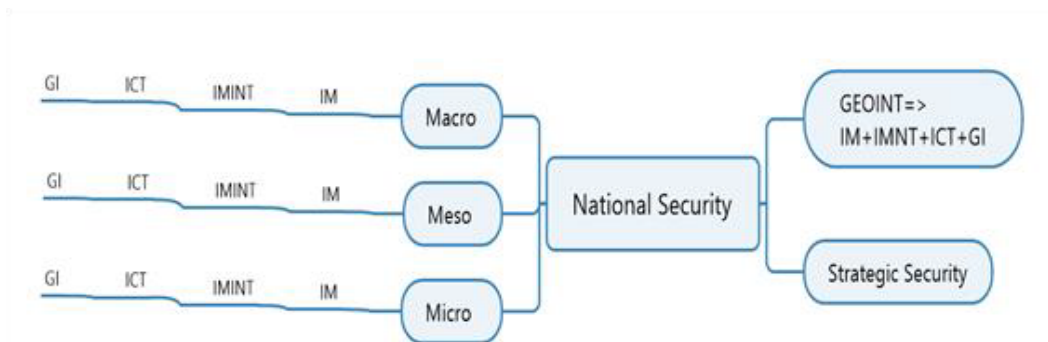 GI ICT IMINT IM
Macro
GI ICT IMINT IM
Meso
GI ICT IMINT IM
Micro
National Security
GEOINT=>
IM+IMNT+ICT+GI
Strategic Security